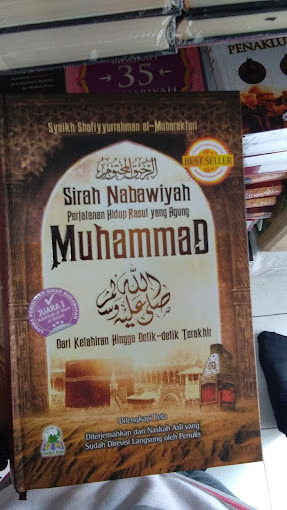 35
PENAKLU
Syaikh Shafiyyurrahman al-Mubarakfuri
الرحيق المختوم
BEST SELLER
Sirah Nabawiyah
Perjalanan Hidup Rasul yang Agung
MUHAMMAD
صلى الله عليه وسلم
JUARA 1
Dari Kelahiran Hingga Detik-detik Terakhir
Dilengkapi Peta
Diterjemahkan dari Naskah Asli yang
Sudah Direvisi Langsung oleh Penulis